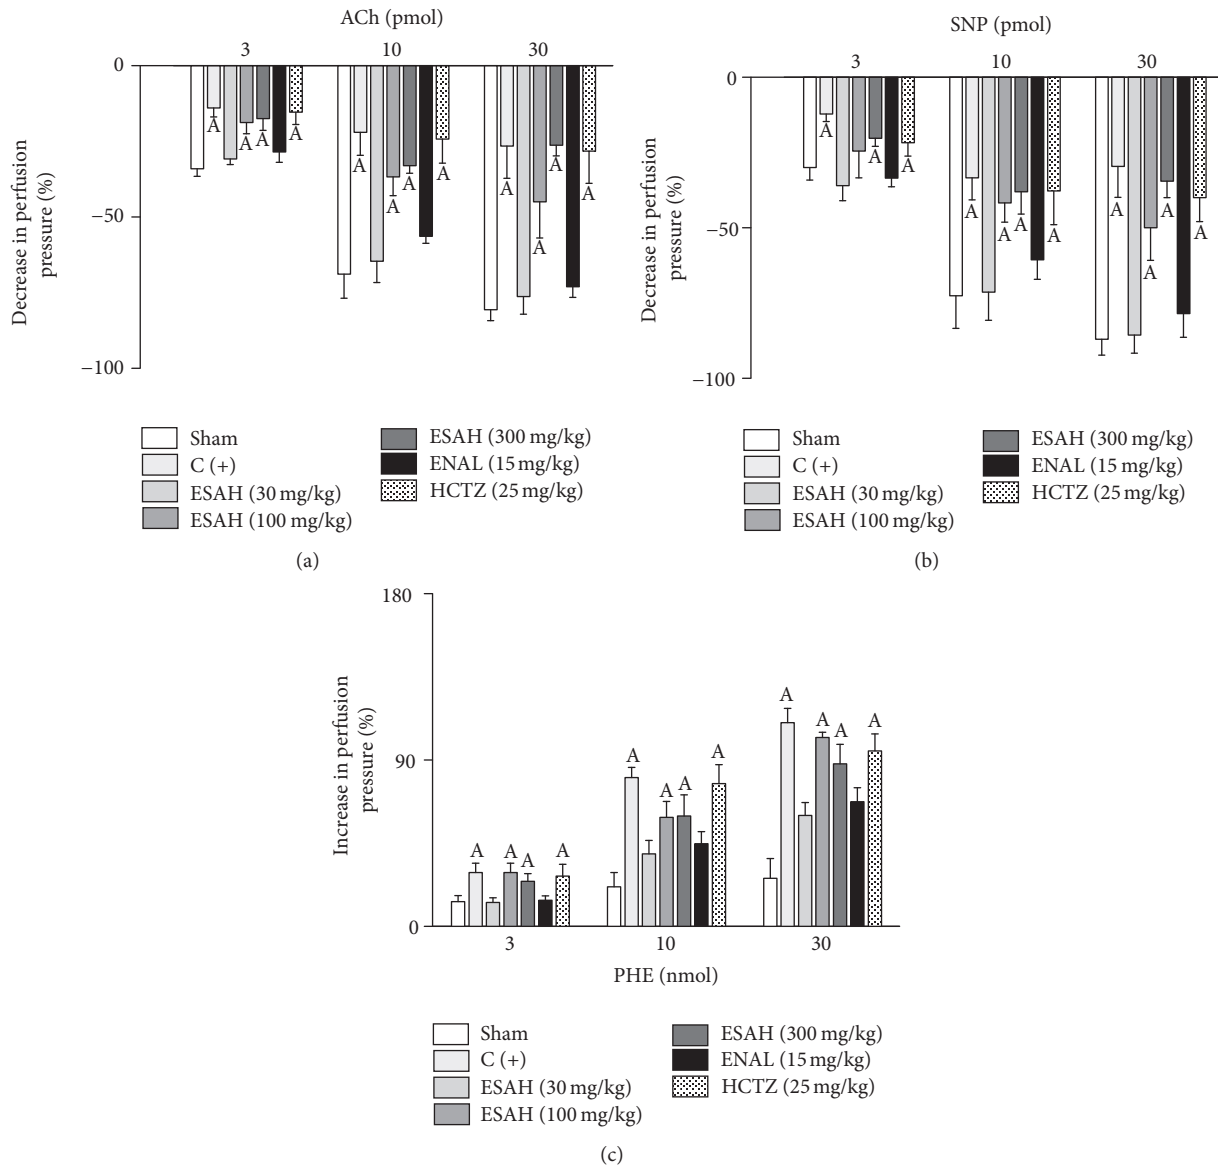 ACh (pmol)
3 10 30
0
−50
−100
Decrease in perfusion
pressure (%)
A A A A
A A A A
A A A A
Sham
C (+)
ESAH (30 mg/kg)
ESAH (100 mg/kg)
ESAH (300 mg/kg)
ENAL (15 mg/kg)
HCTZ (25 mg/kg)
(a)
SNP (pmol)
3 10 30
0
−50
−100
Decrease in perfusion
pressure (%)
A A A
A A A A
A A A A
Sham
C (+)
ESAH (30 mg/kg)
ESAH (100 mg/kg)
ESAH (300 mg/kg)
ENAL (15 mg/kg)
HCTZ (25 mg/kg)
(b)
180
90
0
Increase in perfusion
pressure (%)
A A A A
A A A A
A A A A
3 10 30
PHE (nmol)
Sham
C (+)
ESAH (30 mg/kg)
ESAH (100 mg/kg)
ESAH (300 mg/kg)
ENAL (15 mg/kg)
HCTZ (25 mg/kg)
(c)